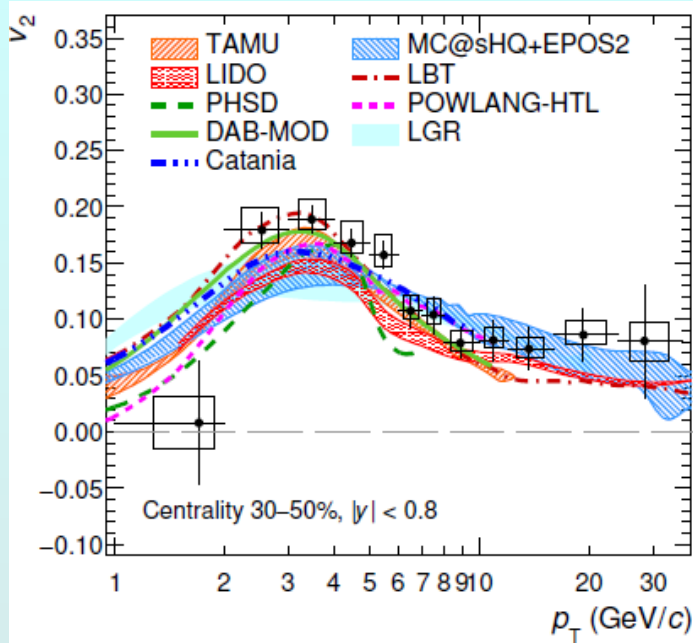 v2
0.35
0.30
0.25
0.20
0.15
0.10
0.05
0.00
−0.05
−0.10
TAMU
MC@sHQ+EPOS2
LIDO
LBT
PHSD
POWLANG-HTL
DAB-MOD
LGR
Catania
Centrality 30–50%, |y| < 0.8
1 2 3 4 5 6 7 8 910 20 30
pT (GeV/c)